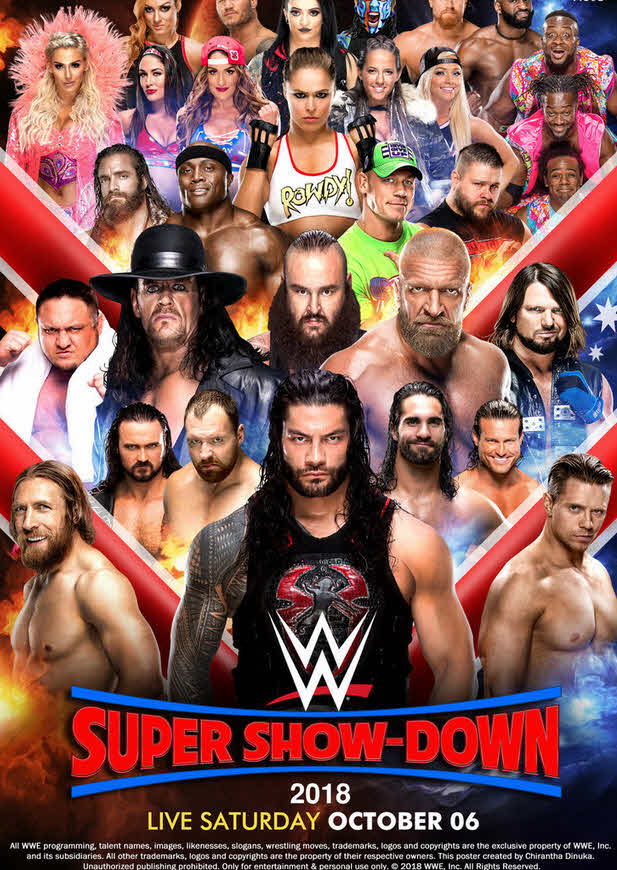 ROWDY!
W
SUPER SHOW-DOWN
2018
LIVE SATURDAY OCTOBER 06
All WWE programming, talent names, images, likenesses, slogans, wrestling moves, trademarks, logos and copyrights are the exclusive property of WWE, Inc.
and its subsidiaries. All other trademarks, logos and copyrights are the property of their respective owners. This poster created by Chirantha Dinuka.
Unauthorized publishing prohibited. Only for entertainment & personal use only. © 2018 WWE, Inc. All Rights Reserved.